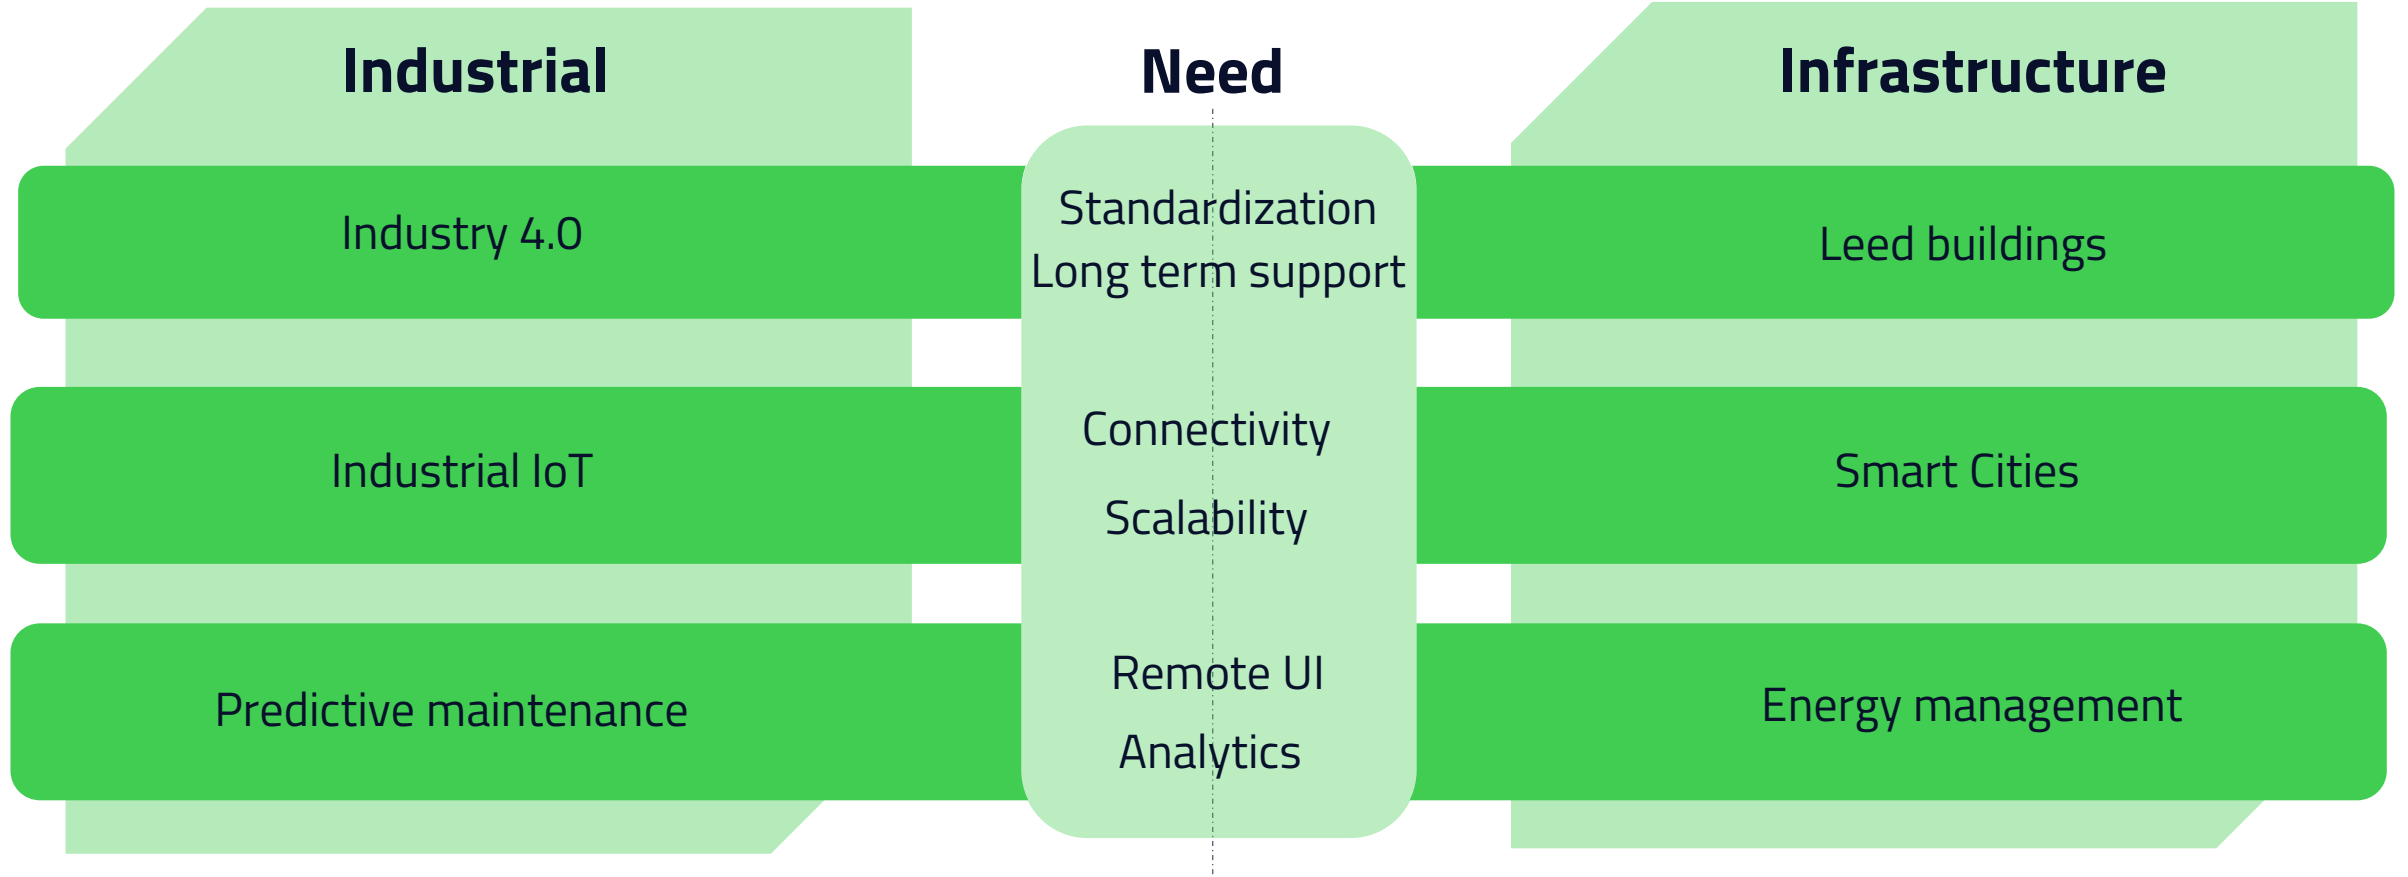 Industrial
Need
Infrastructure
Industry 4.0
Standardization
Long term support
Leed buildings
Industrial IoT
Connectivity
Scalability
Smart Cities
Predictive maintenance
Remote UI
Analytics
Energy management